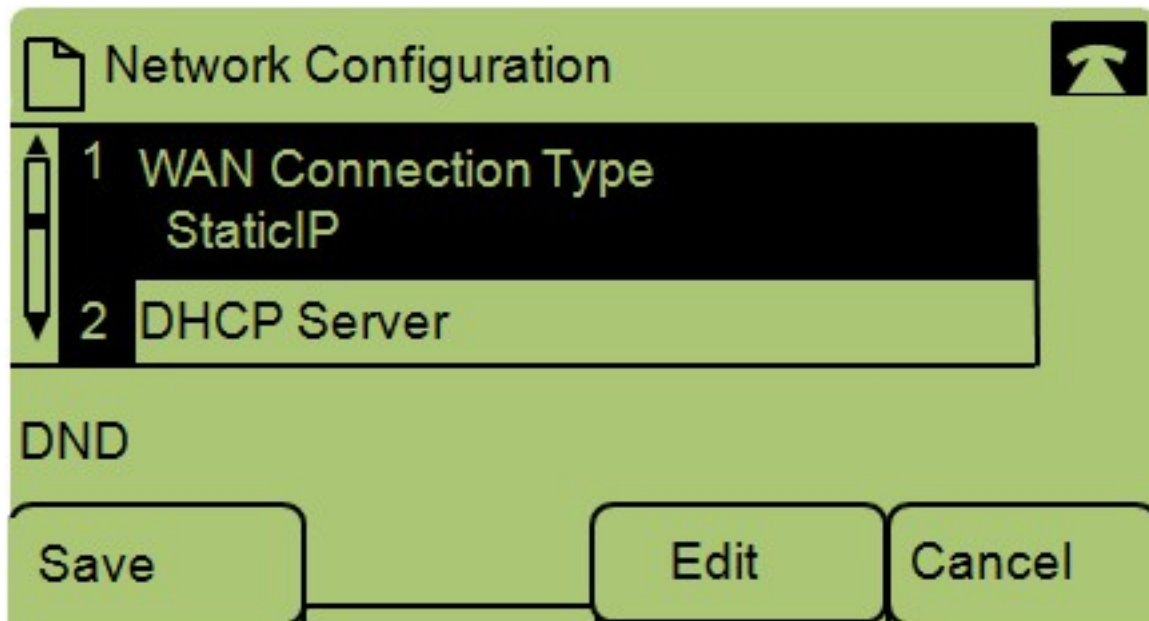 Network Configuration
1 WAN Connection Type
StaticIP
2 DHCP Server
DND
Save Edit Cancel